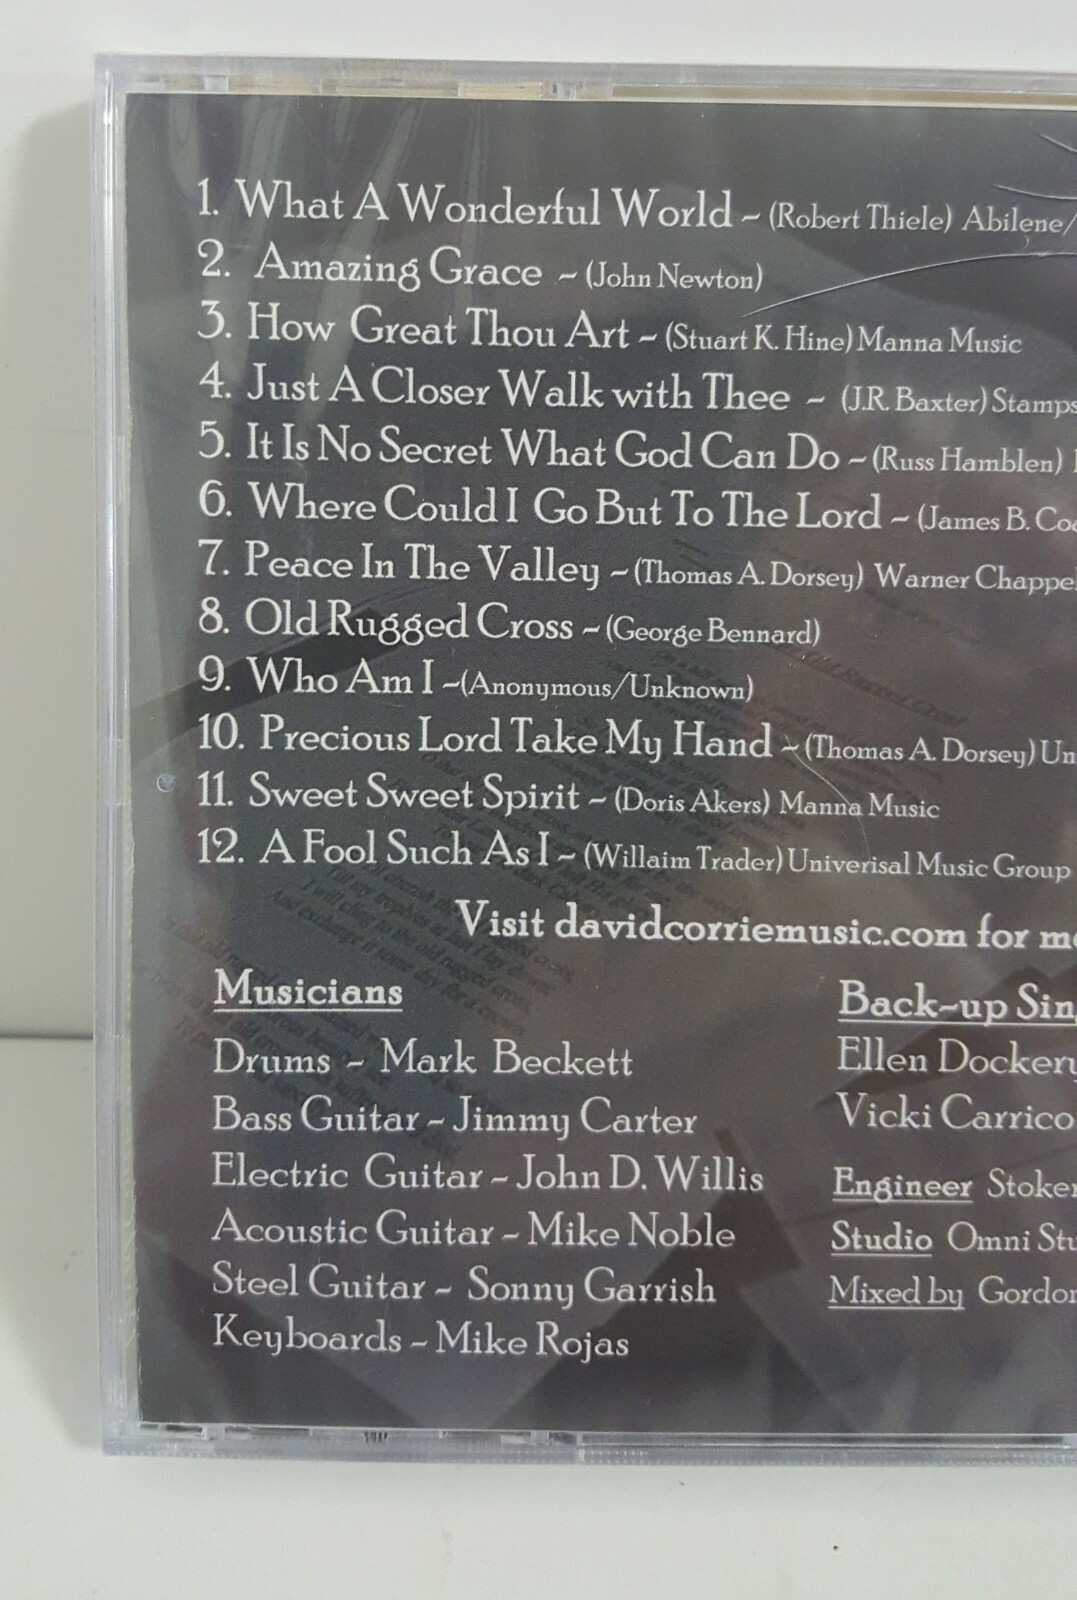 1. What A Wonderful World ~ (Robert Thiele) Abilene/
2. Amazing Grace ~ (John Newton)
3. How Great Thou Art ~ (Stuart K. Hine) Manna Music
4. Just A Closer Walk with Thee ~ (J.R. Baxter) Stamps
5. It Is No Secret What God Can Do ~ (Russ Hamblen)
6. Where Could I Go But To The Lord ~ (James B.
7. Peace In The Valley ~ (Thomas A. Dorsey) Warner Chappel
8. Old Rugged Cross ~ (George Bennard)
9. Who Am I ~ (Anonymous/Unknown)
10. Precious Lord Take My Hand ~ (Thomas A. Dorsey)
11. Sweet Sweet Spirit ~ (Doris Akers) Manna Music
12. A Fool Such As I ~ (Willaim Trader) Univerisal Music Group
Visit davidcorriemusic.com for
Musicians
Drums ~ Mark Beckett
Bass Guitar ~ Jimmy Carter
Electric Guitar ~ John D. Willis
Acoustic Guitar ~ Mike Noble
Steel Guitar ~ Sonny Garrish
Keyboards ~ Mike Rojas
Back-up
Ellen Dockery
Vicki Carrico
Engineer Stoker
Studio Omni
Mixed by Gordon